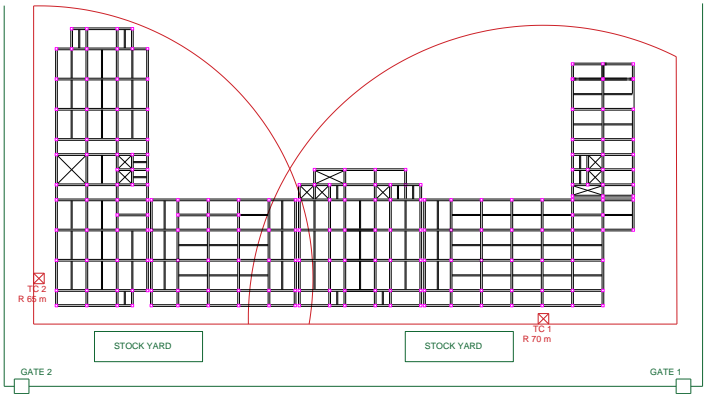 TC 2
R 65 m
TC 1
R 70 m
STOCK YARD
STOCK YARD
GATE 2
GATE 1